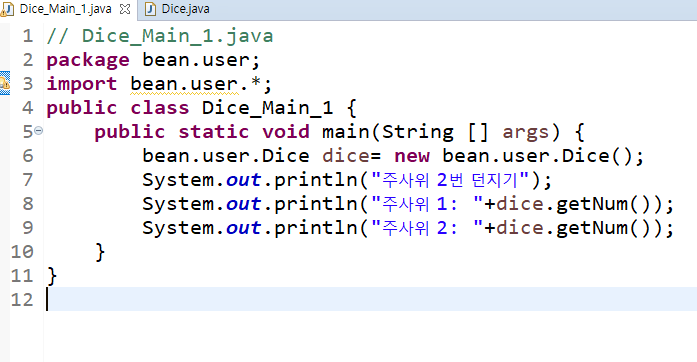 Dice_Main_1.java Dice.java
1 // Dice_Main_1.java
2 package bean.user;
3 import bean.user.*;
4 public class Dice_Main_1 {
5 public static void main(String [] args) {
6 bean.user.Dice dice= new bean.user.Dice();
7 System.out.println("주사위 2번 던지기");
8 System.out.println("주사위 1: "+dice.getNum());
9 System.out.println("주사위 2: "+dice.getNum());
10 }
11 }
12